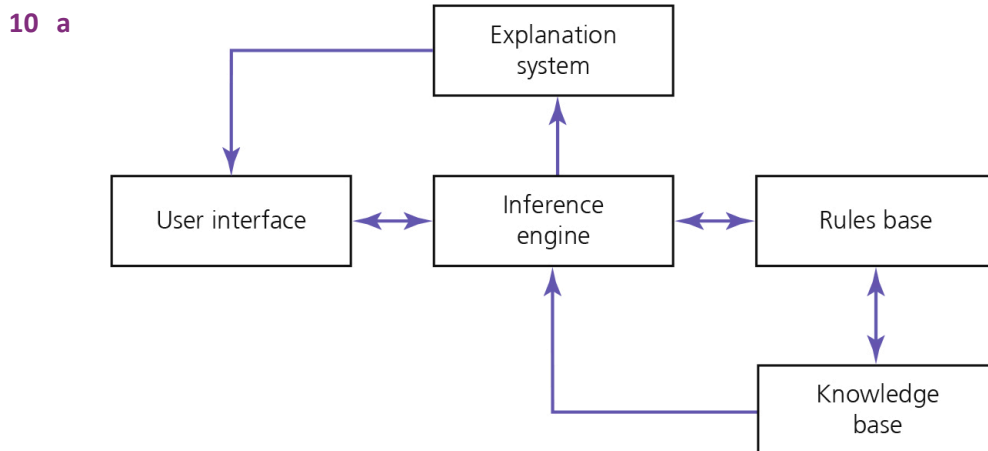 10 a
Explanation
system
User interface
Inference
engine
Rules base
Knowledge
base